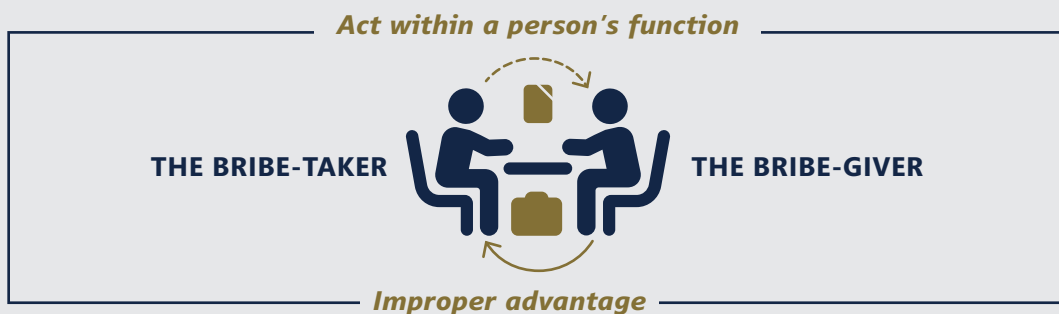 Act within a person’s function
THE BRIBE-TAKER
THE BRIBE-GIVER
Improper advantage